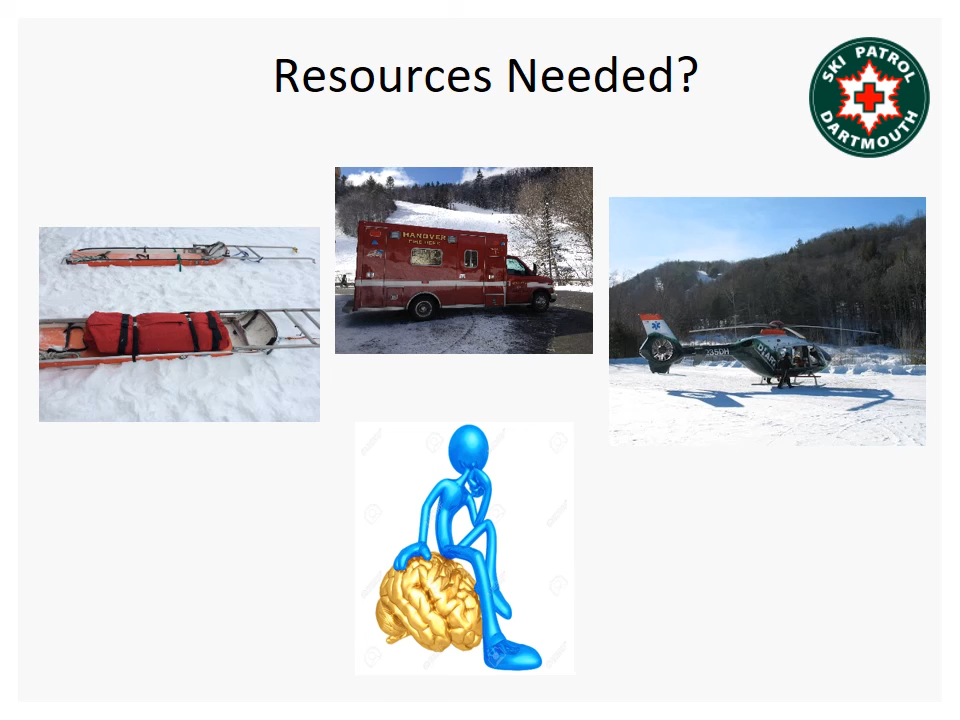 Resources Needed?
SKI PATROL
DARTMOUTH
HANOVER
FIRE DEPT